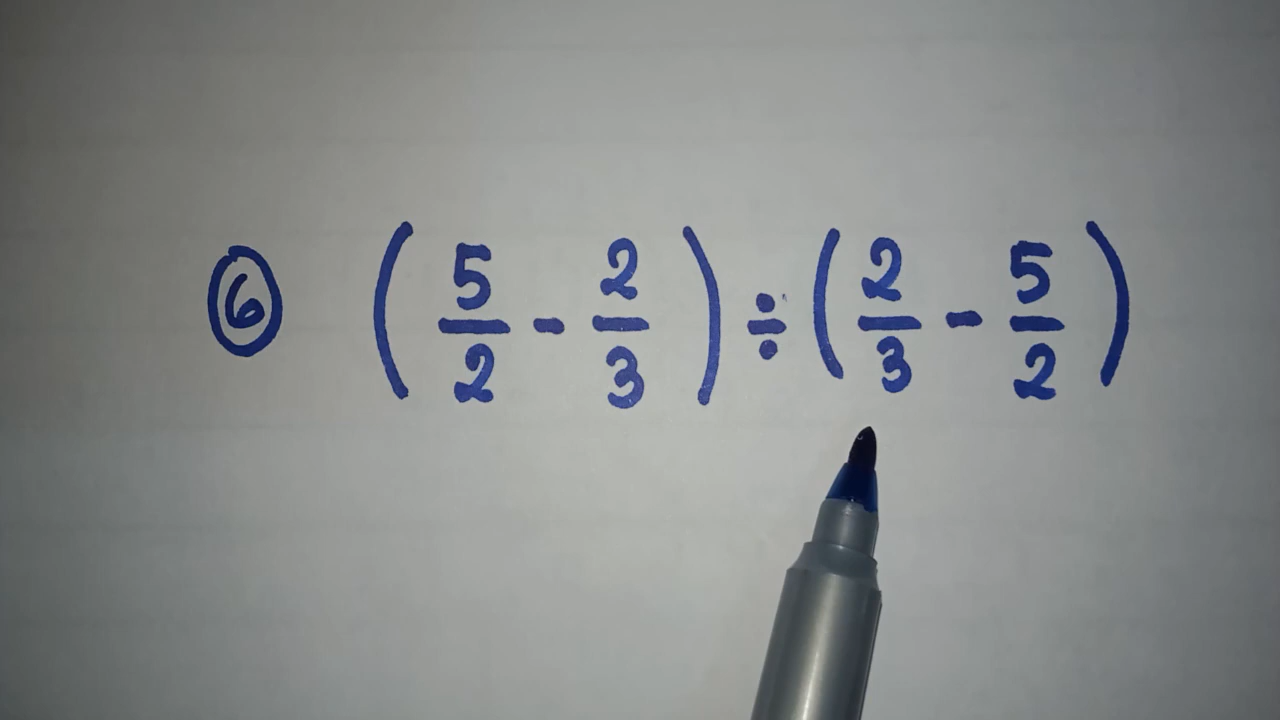 ⑥ (5/2 - 2/3) ÷ (2/3 - 5/2)